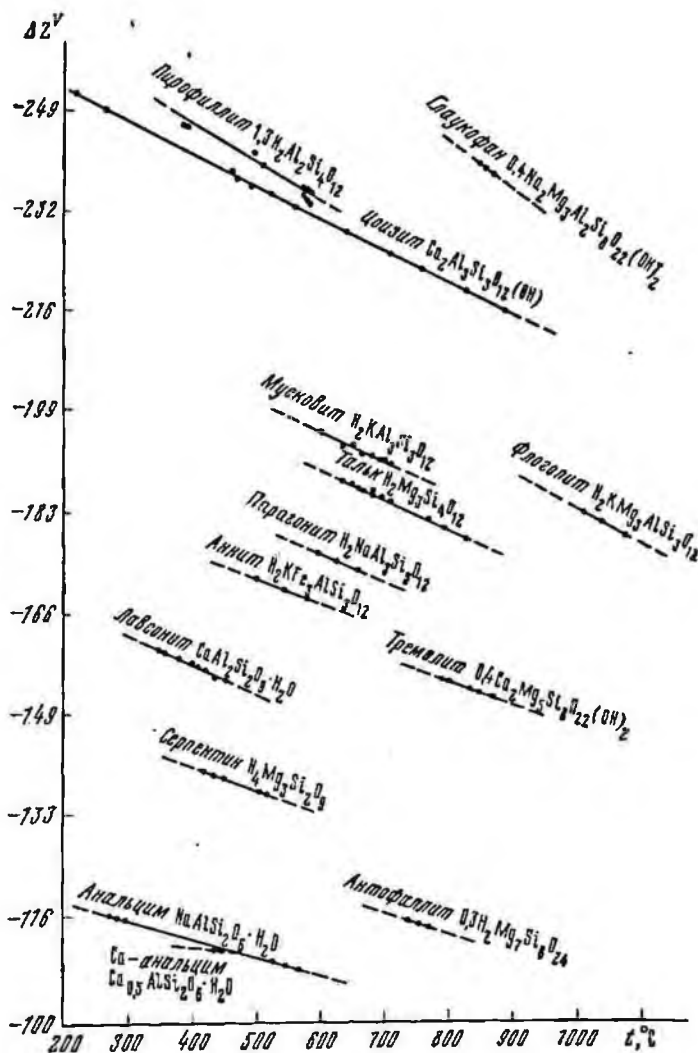 ΔZᵛ
-249
-232
-216
-199
-183
-166
-149
-133
-116
-100
Пирофиллит 1,3H₂Al₂Si₄O₁₂
Глаукофан 0,4Na₂Mg₃Al₂Si₈O₂₂(OH)₂
Цоизит Ca₂Al₃Si₃O₁₂(OH)
Мусковит H₂KAl₃Si₃O₁₂
Тальк H₂Mg₃Si₄O₁₂
Флогопит H₂KMg₃AlSi₃O₁₂
Парагонит H₂NaAl₃Si₃O₁₂
Аннит H₂KFe₃AlSi₃O₁₂
Лавсонит CaAl₂Si₂O₉·H₂O
Тремолит 0,4Ca₂Mg₅Si₈O₂₂(OH)₂
Серпентин H₄Mg₃Si₂O₉
Анальцим NaAlSi₂O₆·H₂O
Ca-анальцим
Ca₀,₅AlSi₂O₆·H₂O
Антофаллит 0,3H₂Mg₇Si₈O₂₄
200 300 400 500 600 700 800 900 1000 t,°C